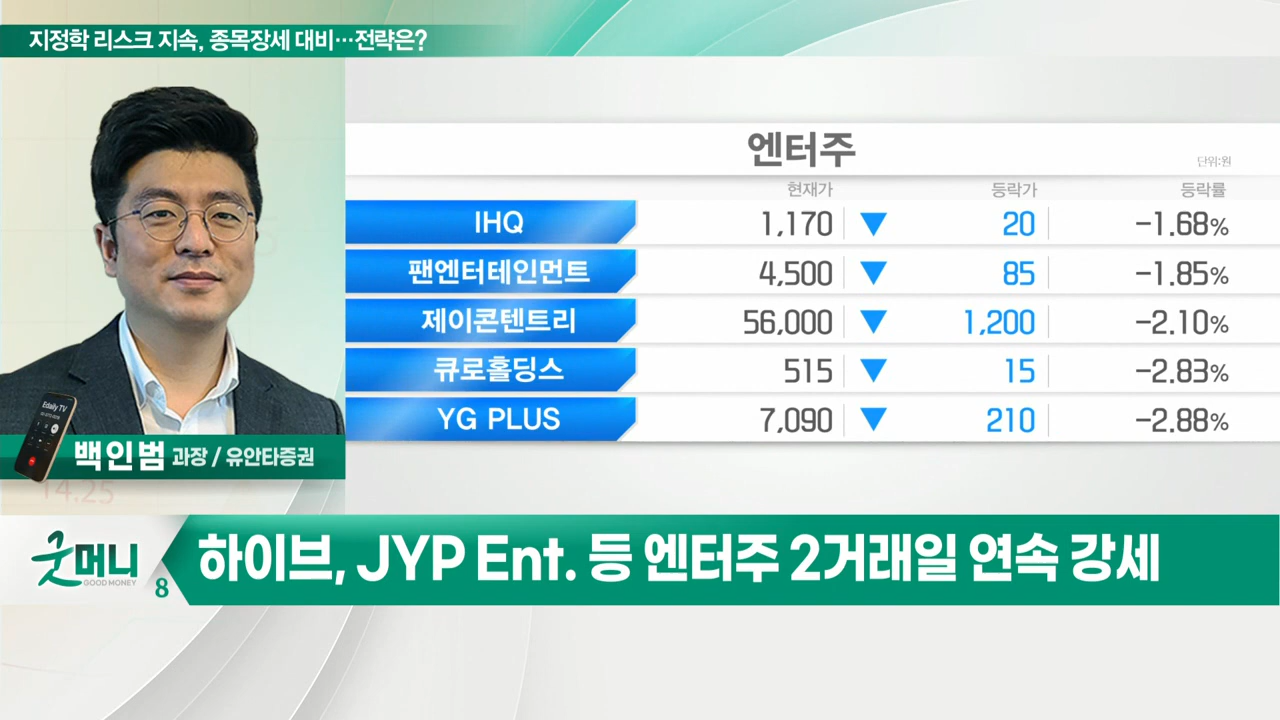 지정학 리스크 지속, 종목장세 대비…전략은?
엔터주
단위:원
현재가 등락가 등락률
IHQ 1,170 ▼ 20 -1.68%
팬엔터테인먼트 4,500 ▼ 85 -1.85%
제이콘텐트리 56,000 ▼ 1,200 -2.10%
큐로홀딩스 515 ▼ 15 -2.83%
YG PLUS 7,090 ▼ 210 -2.88%
Edaily TV
백인범 과장 / 유안타증권
14.25
굿머니
GOOD MONEY
8
하이브, JYP Ent. 등 엔터주 2거래일 연속 강세